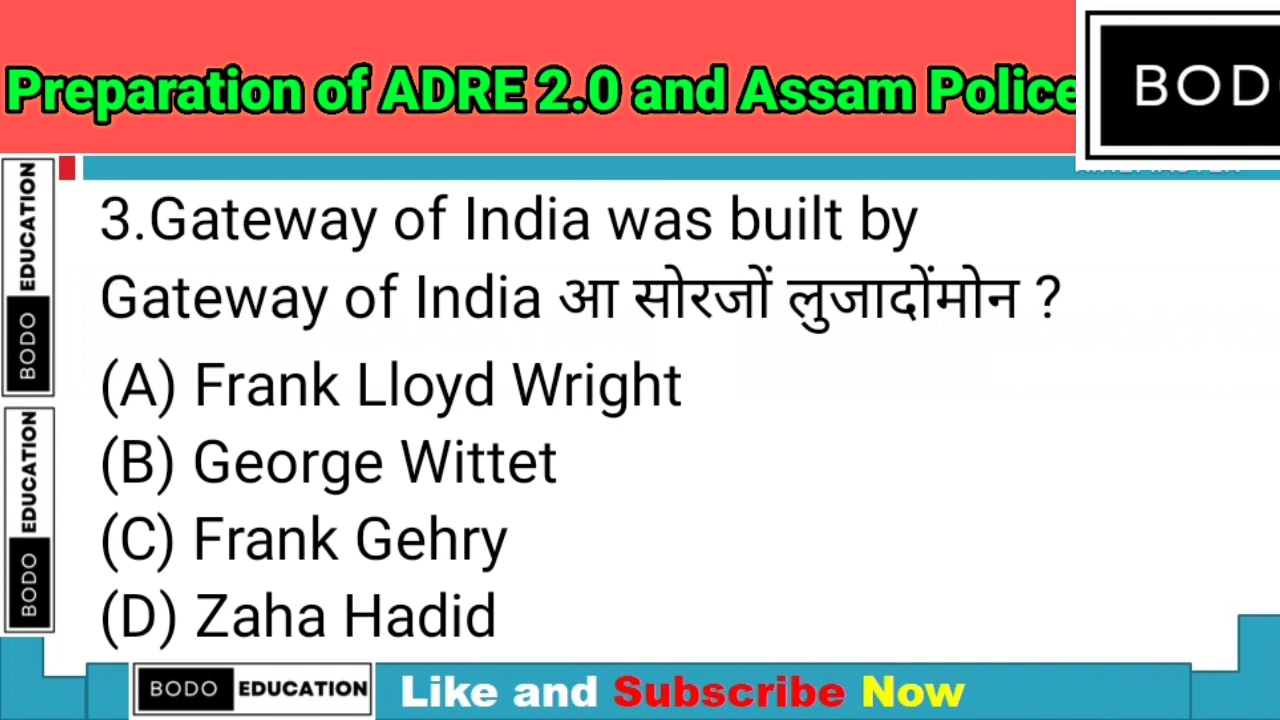 Preparation of ADRE 2.0 and Assam Police
BOD
EDUCATION
BODO
EDUCATION
BODO
3.Gateway of India was built by
Gateway of India आ सोरजों लुजादोंमोन ?
(A) Frank Lloyd Wright
(B) George Wittet
(C) Frank Gehry
(D) Zaha Hadid
BODO EDUCATION Like and Subscribe Now